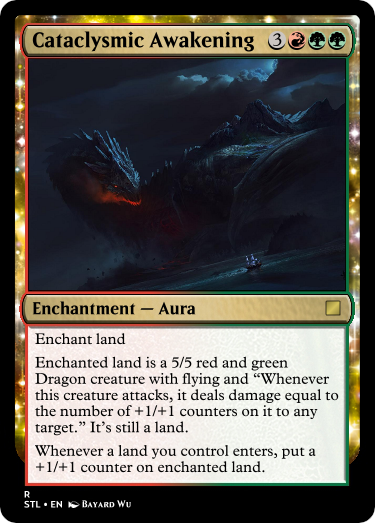 Cataclysmic Awakening 3
Enchantment — Aura
Enchant land
Enchanted land is a 5/5 red and green
Dragon creature with flying and “Whenever
this creature attacks, it deals damage equal to
the number of +1/+1 counters on it to any
target.” It’s still a land.
Whenever a land you control enters, put a
+1/+1 counter on enchanted land.
R
STL • EN Bayard Wu